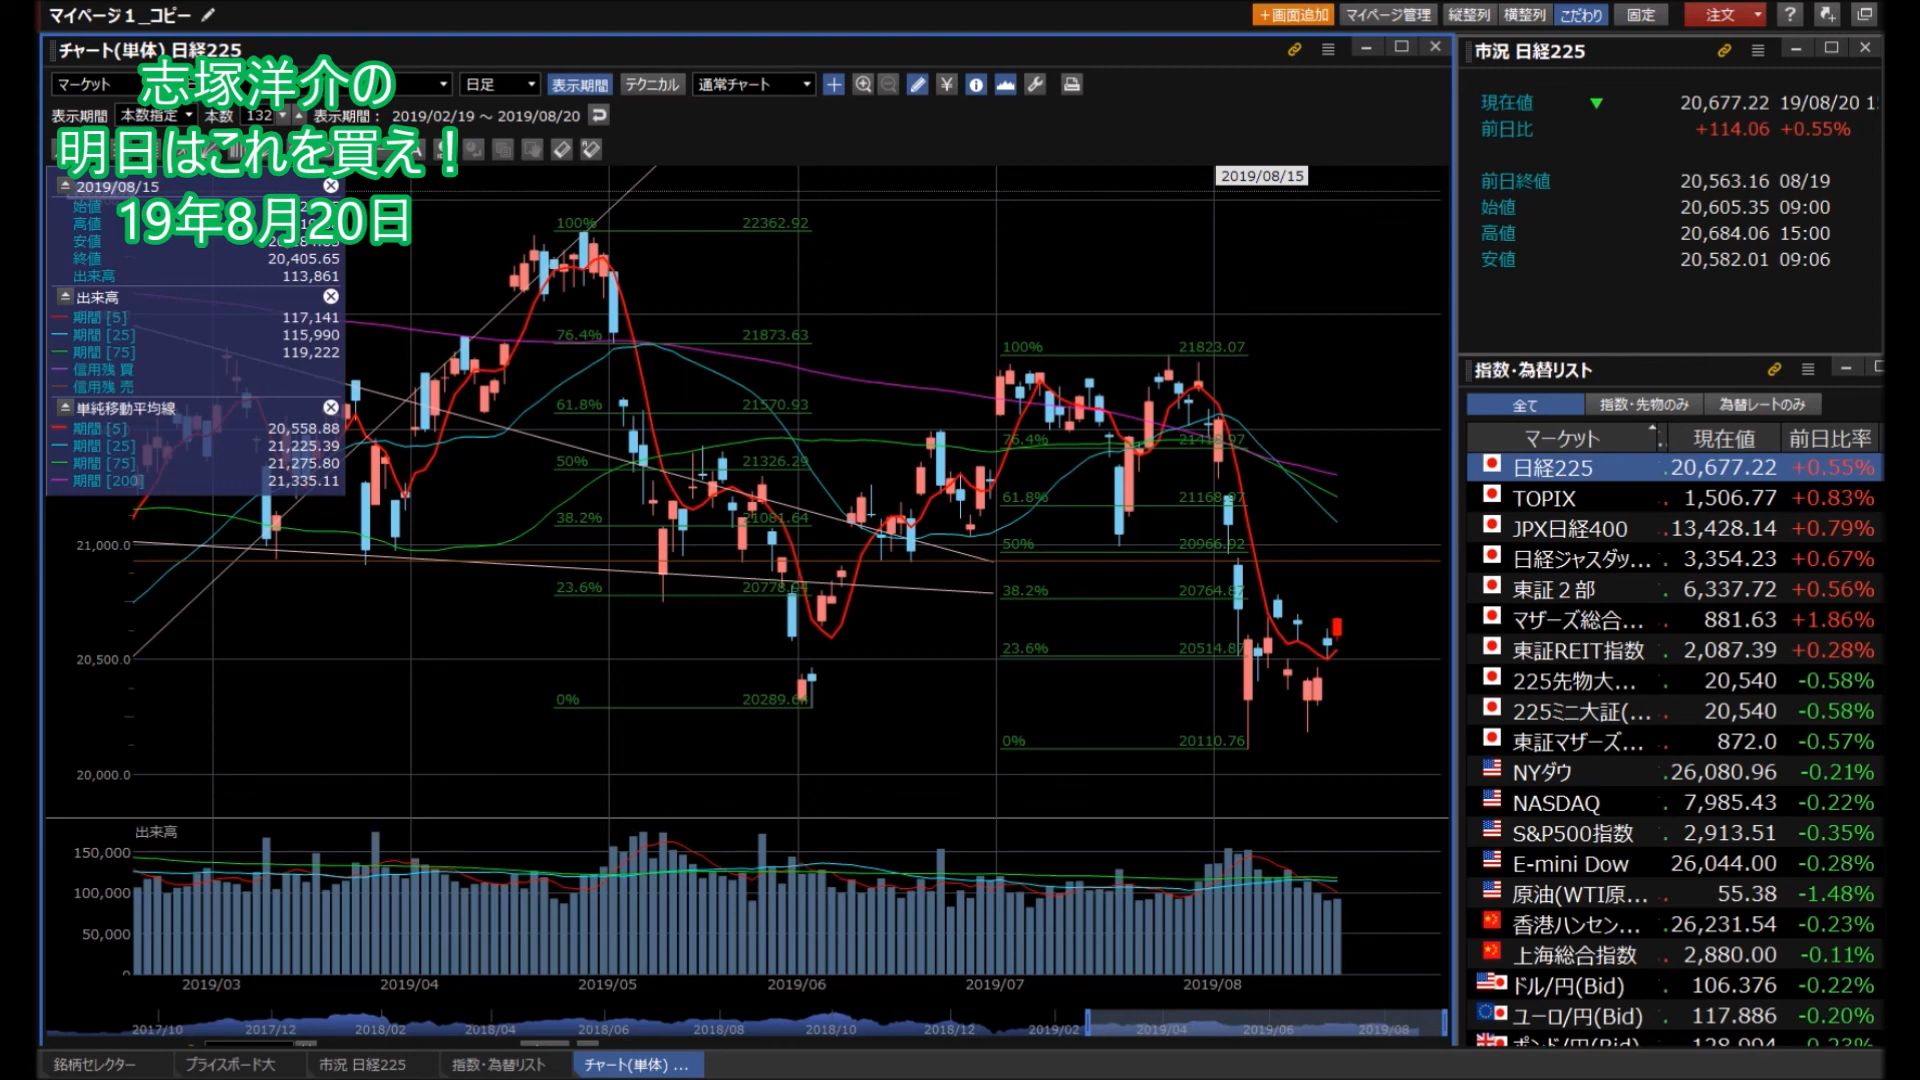 マイページ１_コピー
＋画面追加 マイページ管理 縦整列 横整列 こだわり 固定 注文 ?
チャート(単体) 日経225
マーケット 日足 表示期間 テクニカル 通常チャート
表示期間 本数指定 本数 132 表示期間： 2019/02/19 ～ 2019/08/20
志塚洋介の
明日はこれを買え！
19年8月20日
2019/08/15
始値
高値
安値
終値 20,405.65
出来高 113,861
出来高
期間 [5] 117,141
期間 [25] 115,990
期間 [75] 119,222
信用残 買
信用残 売
単純移動平均線
期間 [5] 20,558.88
期間 [25] 21,225.39
期間 [75] 21,275.80
期間 [200] 21,335.11
2019/08/15
100% 22362.92
76.4% 21873.63
61.8% 21570.93
50% 21326.29
38.2% 21081.64
23.6%
0%
100% 21823.07
76.4%
61.8% 21168.97
50% 20966.92
38.2% 20764.87
23.6% 20514.87
0% 20110.76
21,000.0
20,500.0
20,000.0
出来高
150,000
100,000
50,000
0
2019/03 2019/04 2019/05 2019/06 2019/07 2019/08
2017/10 2017/12 2018/02 2018/04 2018/06 2018/08 2018/10 2018/12 2019/02 2019/04 2019/06 2019/08
市況 日経225
現在値 ▼ 20,677.22 19/08/20
前日比 +114.06 +0.55%
前日終値 20,563.16 08/19
始値 20,605.35 09:00
高値 20,684.06 15:00
安値 20,582.01 09:06
指数・為替リスト
全て 指数・先物のみ 為替レートのみ
マーケット 現在値 前日比率
日経225 20,677.22 +0.55%
TOPIX 1,506.77 +0.83%
JPX日経400 13,428.14 +0.79%
日経ジャスダッ... 3,354.23 +0.67%
東証２部 6,337.72 +0.56%
マザーズ総合... 881.63 +1.86%
東証REIT指数 2,087.39 +0.28%
225先物大... 20,540 -0.58%
225ミニ大証(... 20,540 -0.58%
東証マザーズ... 872.0 -0.57%
NYダウ 26,080.96 -0.21%
NASDAQ 7,985.43 -0.22%
S&P500指数 2,913.51 -0.35%
E-mini Dow 26,044.00 -0.28%
原油(WTI原... 55.38 -1.48%
香港ハンセン... 26,231.54 -0.23%
上海総合指数 2,880.00 -0.11%
ドル/円(Bid) 106.376 -0.22%
ユーロ/円(Bid) 117.886 -0.20%
ポンド/円(Bid)
銘柄セレクター プライスボード大 市況 日経225 指数・為替リスト チャート(単体) ...